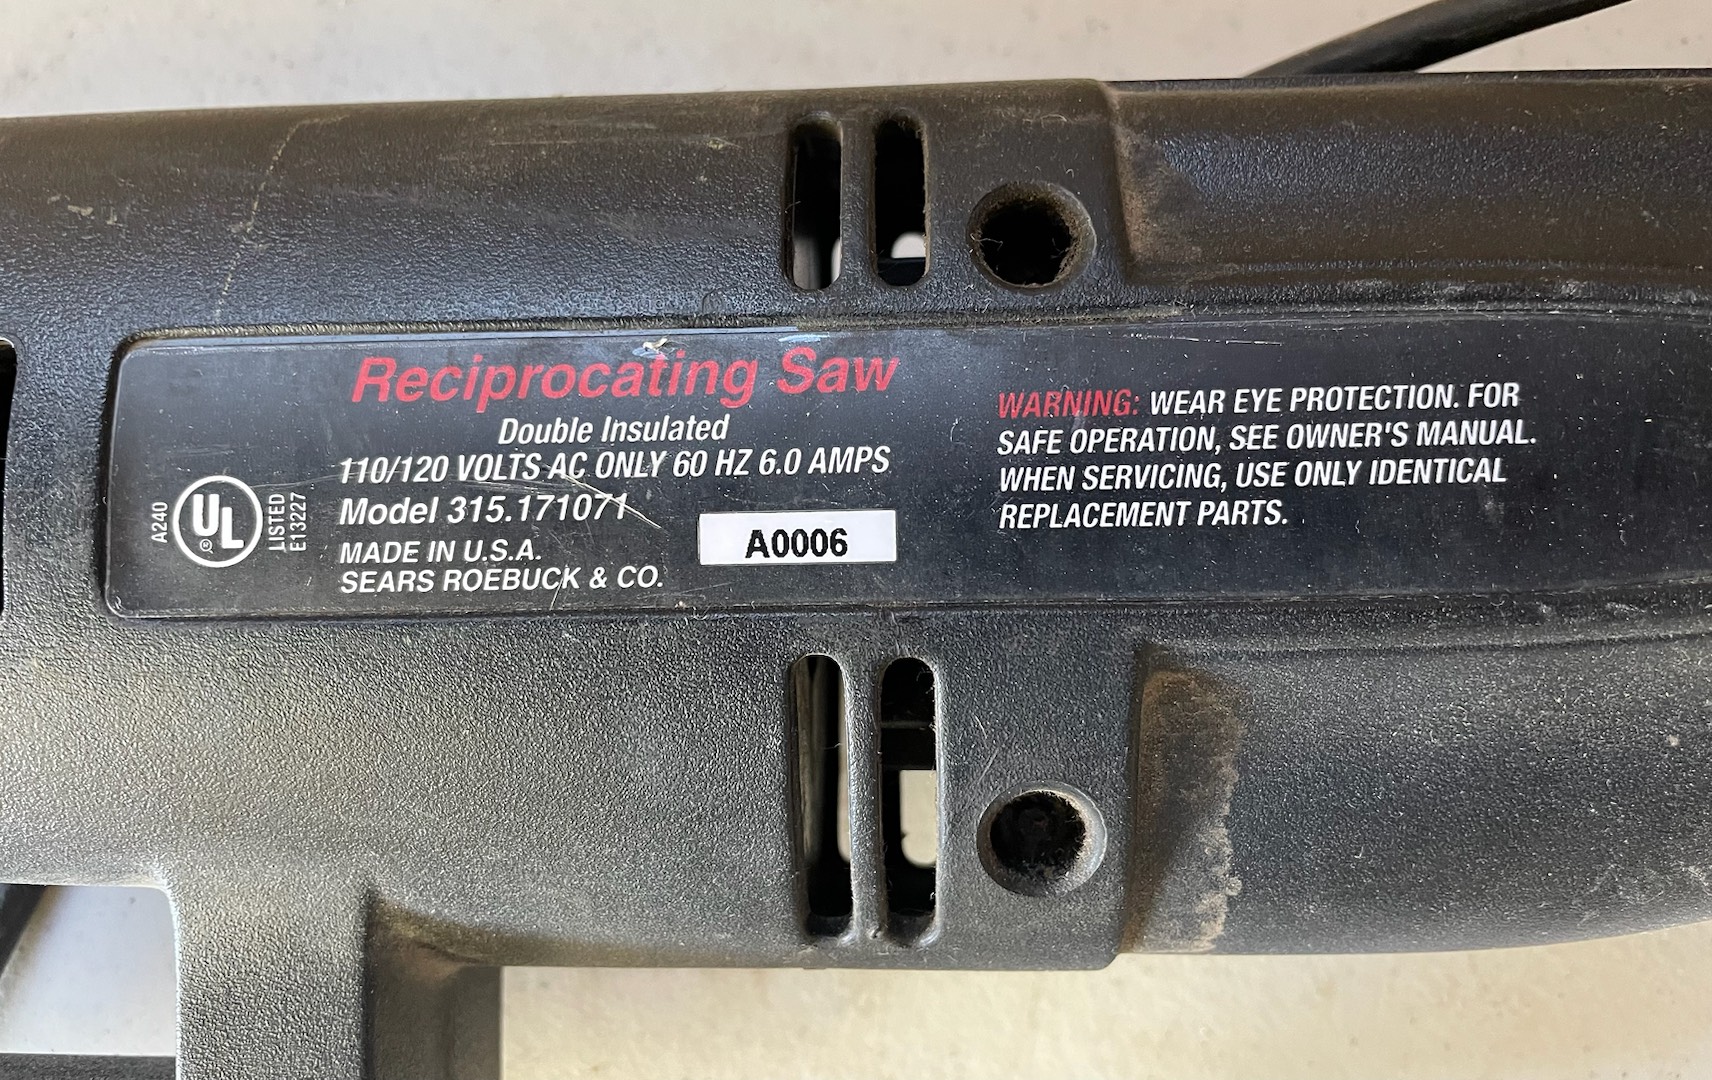 Reciprocating Saw
Double Insulated
110/120 VOLTS AC ONLY 60 HZ 6.0 AMPS
Model 315.171071
MADE IN U.S.A.
SEARS ROEBUCK & CO.
A0006
A240
UL
LISTED
E13227
WARNING: WEAR EYE PROTECTION. FOR
SAFE OPERATION, SEE OWNER'S MANUAL.
WHEN SERVICING, USE ONLY IDENTICAL
REPLACEMENT PARTS.